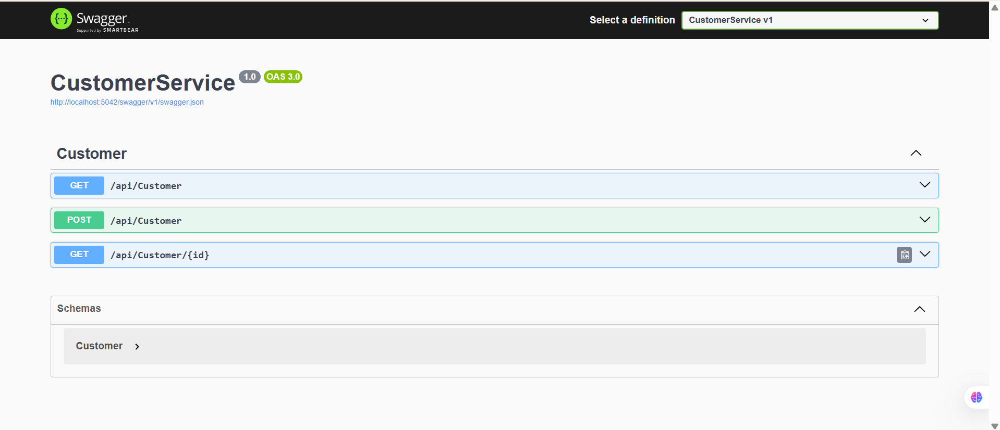 Swagger
Supported by SMARTBEAR
Select a definition
CustomerService v1
CustomerService 1.0 OAS 3.0
http://localhost:5042/swagger/v1/swagger.json
Customer
GET /api/Customer
POST /api/Customer
GET /api/Customer/{id}
Schemas
Customer